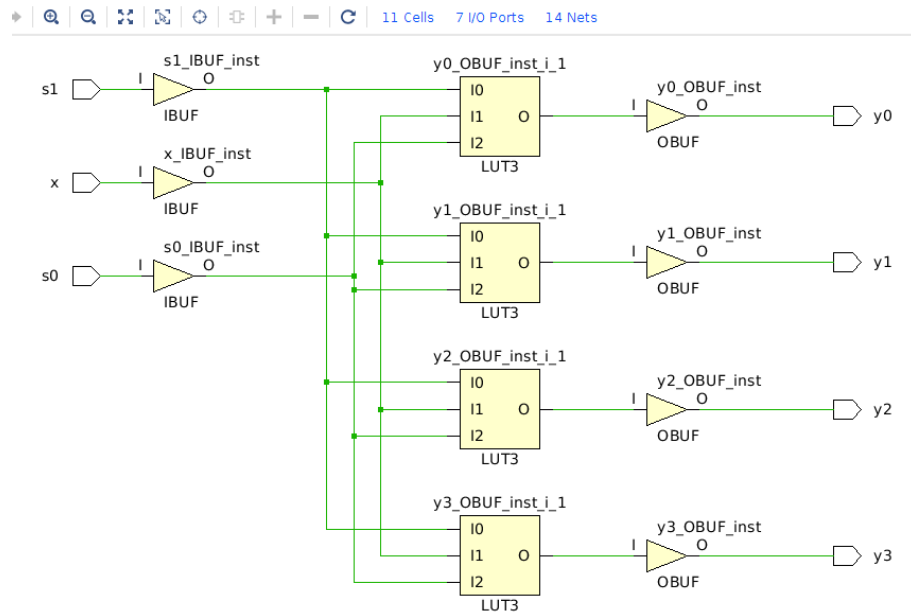 11 Cells 7 I/O Ports 14 Nets
s1_IBUF_inst
s1 I O
IBUF
x_IBUF_inst
x I O
IBUF
s0_IBUF_inst
s0 I O
IBUF
y0_OBUF_inst_i_1
I0
I1 O
I2
LUT3
y0_OBUF_inst
I O y0
OBUF
y1_OBUF_inst_i_1
I0
I1 O
I2
LUT3
y1_OBUF_inst
I O y1
OBUF
y2_OBUF_inst_i_1
I0
I1 O
I2
LUT3
y2_OBUF_inst
I O y2
OBUF
y3_OBUF_inst_i_1
I0
I1 O
I2
LUT3
y3_OBUF_inst
I O y3
OBUF